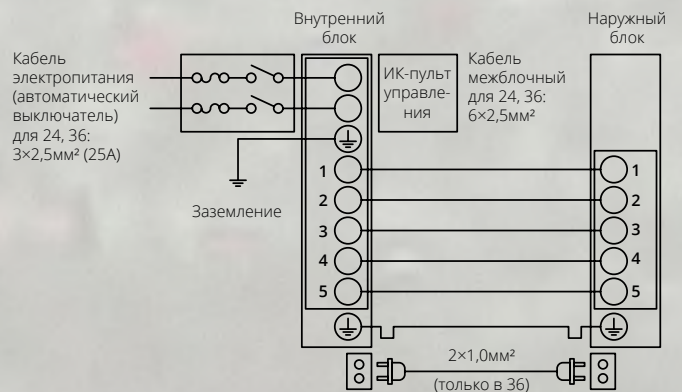 Внутренний
блок
Наружный
блок
Кабель
электропитания
(автоматический
выключатель)
для 24, 36:
3×2,5мм² (25А)
ИК-пульт
управле-
ния
Кабель
межблочный
для 24, 36:
6×2,5мм²
Заземление
1
2
3
4
5
1
2
3
4
5
2×1,0мм²
(только в 36)